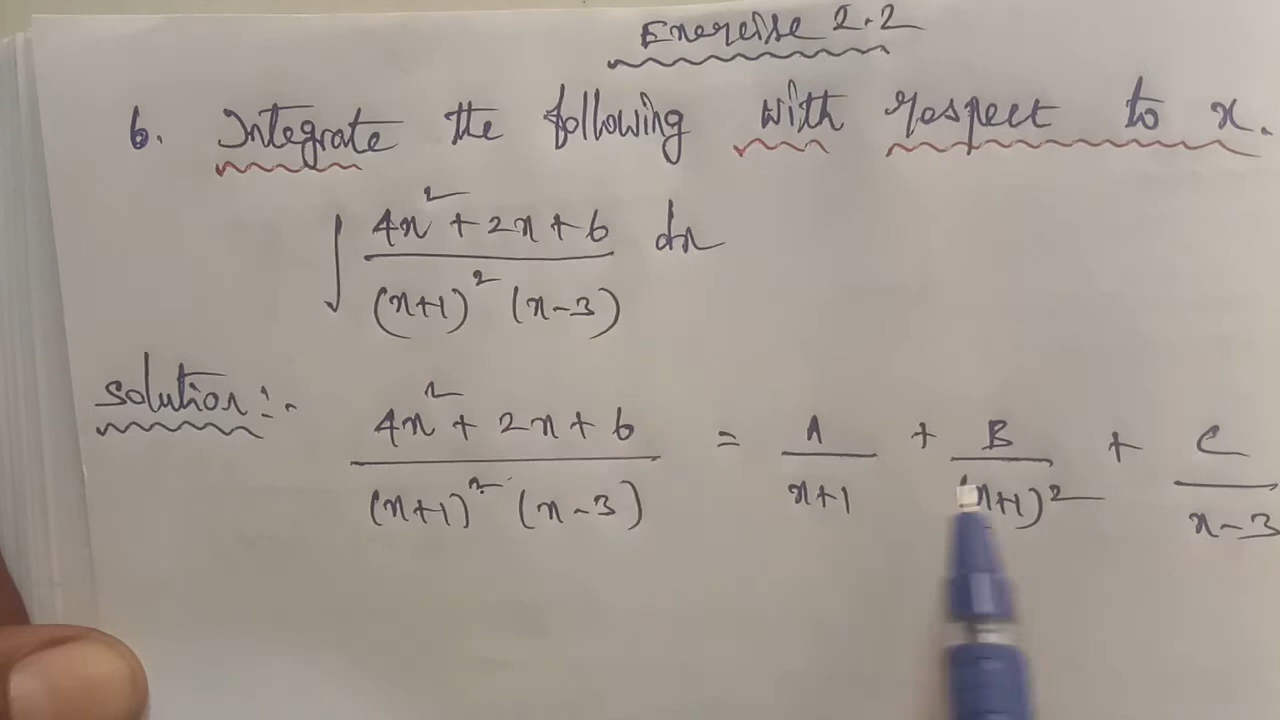 Exercise 2.2
6. Integrate the following with respect to x.
∫ (4x² + 2x + 6) / ((x+1)² (x-3)) dx
Solution:-
(4x² + 2x + 6) / ((x+1)² (x-3)) = A / (x+1) + B / (x+1)² + C / (x-3)